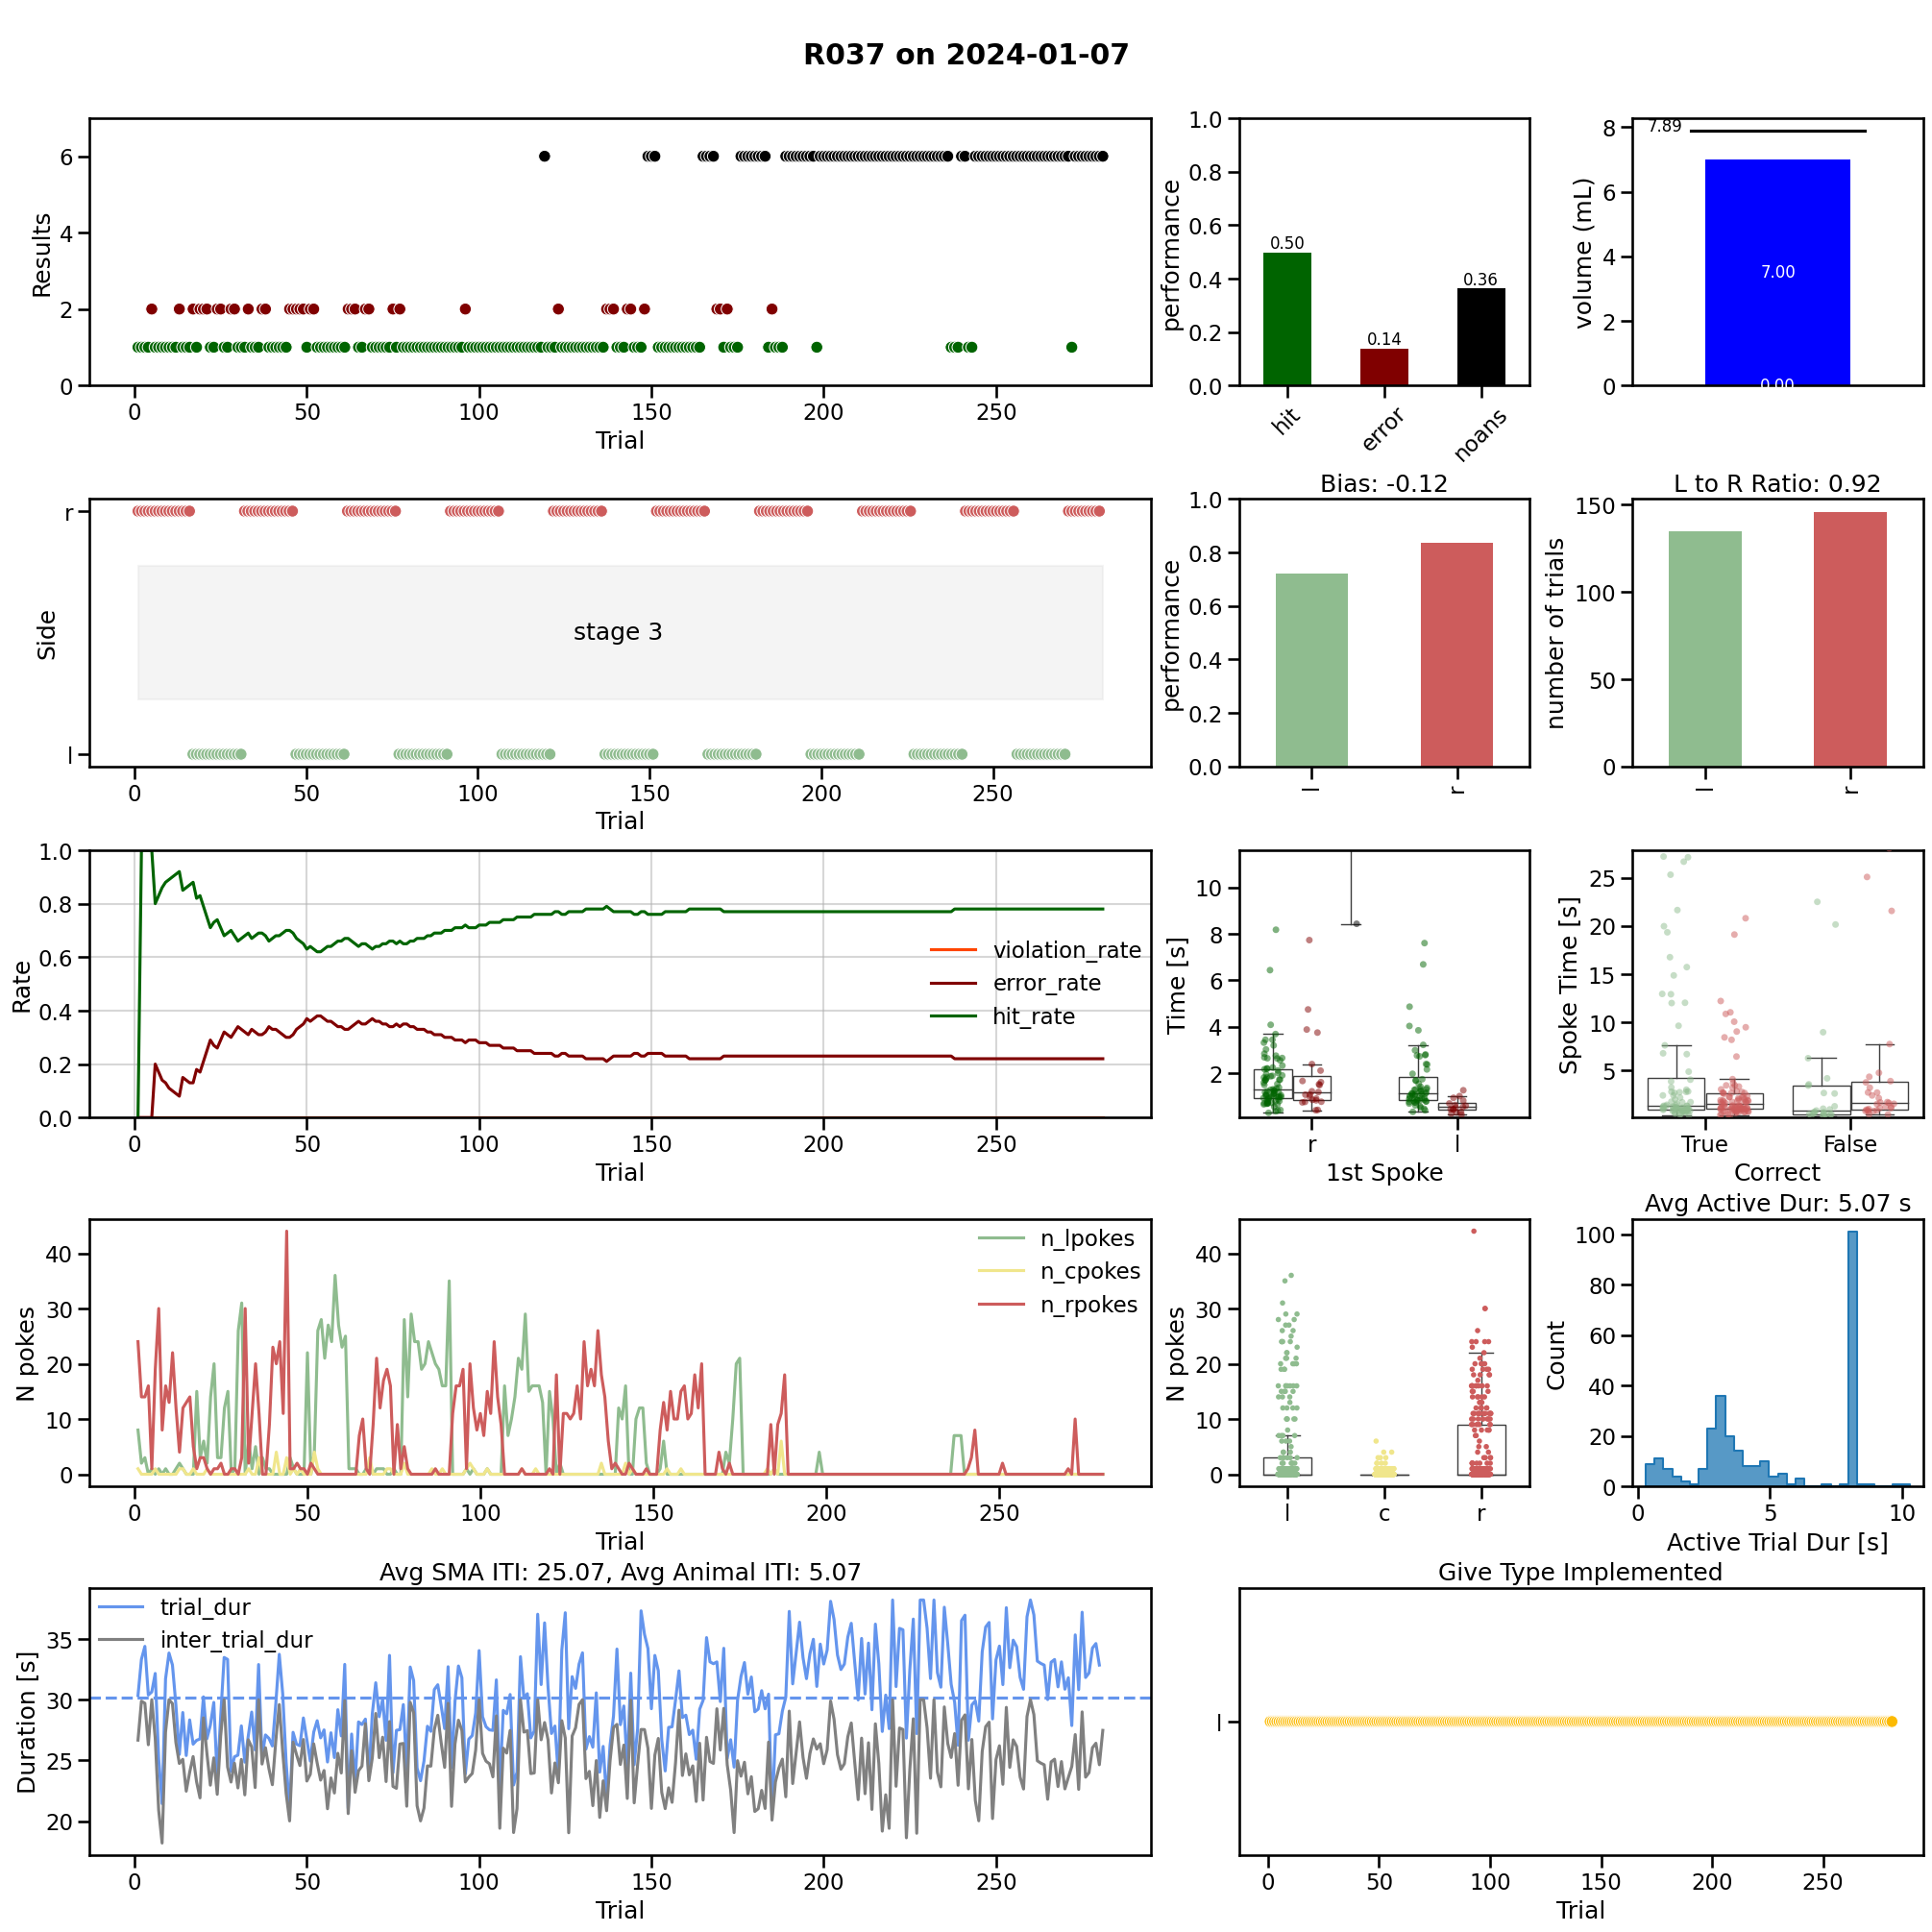 R037 on 2024-01-07
Results
6
4
2
0
0 50 100 150 200 250
Trial
performance
1.0
0.8
0.6
0.4
0.2
0.0
0.50
0.14
0.36
hit error noans
volume (mL)
8
6
4
2
0
7.89
7.00
0.00
Side
r
l
stage 3
0 50 100 150 200 250
Trial
Bias: -0.12
performance
1.0
0.8
0.6
0.4
0.2
0.0
l r
L to R Ratio: 0.92
number of trials
150
100
50
0
l r
Rate
1.0
0.8
0.6
0.4
0.2
0.0
violation_rate
error_rate
hit_rate
0 50 100 150 200 250
Trial
Time [s]
10
8
6
4
2
r l
1st Spoke
Spoke Time [s]
25
20
15
10
5
True False
Correct
N pokes
40
30
20
10
0
n_lpokes
n_cpokes
n_rpokes
0 50 100 150 200 250
Trial
N pokes
40
30
20
10
0
l c r
Avg Active Dur: 5.07 s
Count
100
80
60
40
20
0
0 5 10
Active Trial Dur [s]
Avg SMA ITI: 25.07, Avg Animal ITI: 5.07
Duration [s]
35
30
25
20
trial_dur
inter_trial_dur
0 50 100 150 200 250
Trial
Give Type Implemented
l
0 50 100 150 200 250
Trial